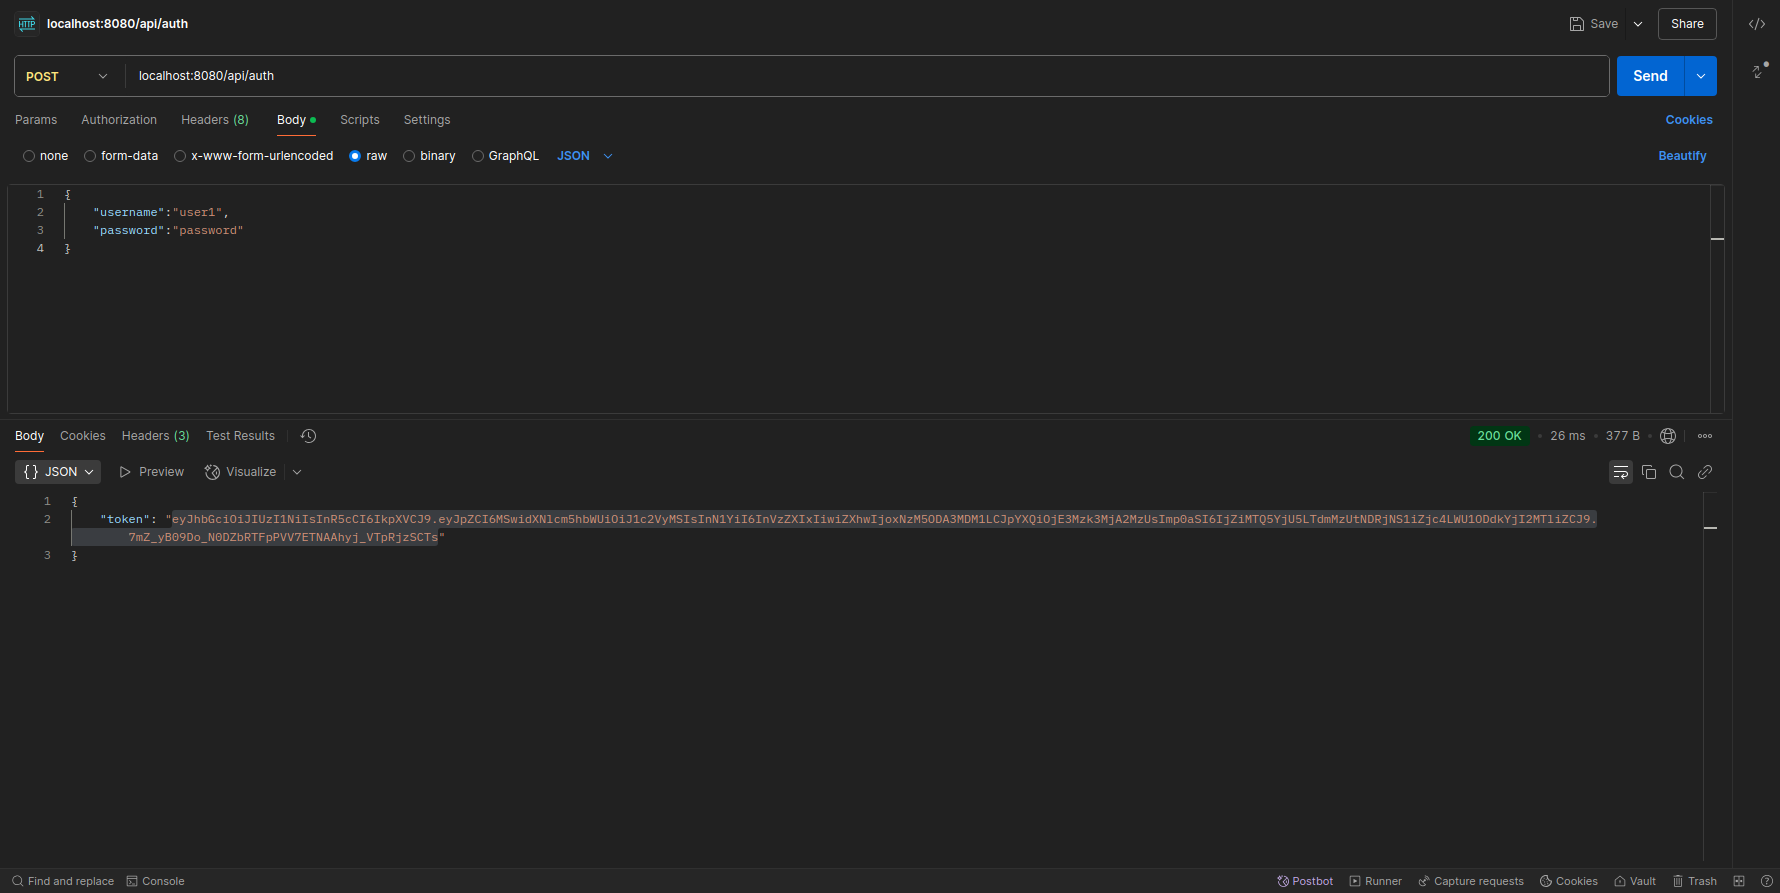 HTTP localhost:8080/api/auth Save Share
POST localhost:8080/api/auth Send
Params Authorization Headers (8) Body Scripts Settings Cookies
none form-data x-www-form-urlencoded raw binary GraphQL JSON Beautify
1 {
2 "username":"user1",
3 "password":"password"
4 }
Body Cookies Headers (3) Test Results 200 OK 26 ms 377 B
{} JSON Preview Visualize
1 {
2 "token": "eyJhbGciOiJIUzI1NiIsInR5cCI6IkpXVCJ9.eyJpZCI6MSwidXNlcm5hbWUiOiJ1c2VyMSIsInN1YiI6InVzZXIxIiwiZXhwIjoxNzM5ODA3MDM1LCJpYXQiOjE3Mzk3MjA2MzUsImp0aSI6IjZiMTQ5YjU5LTdmMzUtNDRjNS1iZjc4LWU1ODdkYjI2MTliZCJ9.
7mZ_yB09Do_N0DZbRTFpPVV7ETNAAhyj_VTpRjzSCTs"
3 }
Find and replace Console Postbot Runner Capture requests Cookies Vault Trash